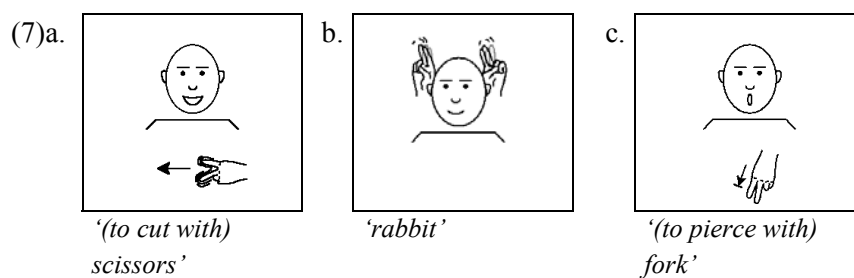 (7)a. b. c.
‘(to cut with) ‘rabbit’ ‘(to pierce with)
scissors’ fork’